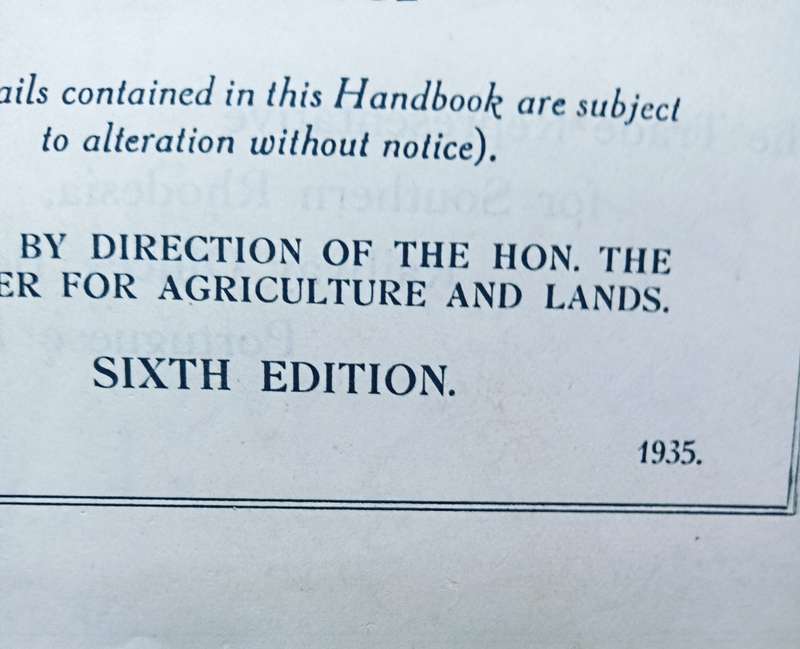 ails contained in this Handbook are subject
to alteration without notice).
BY DIRECTION OF THE HON. THE
ER FOR AGRICULTURE AND LANDS.
SIXTH EDITION.
1935.